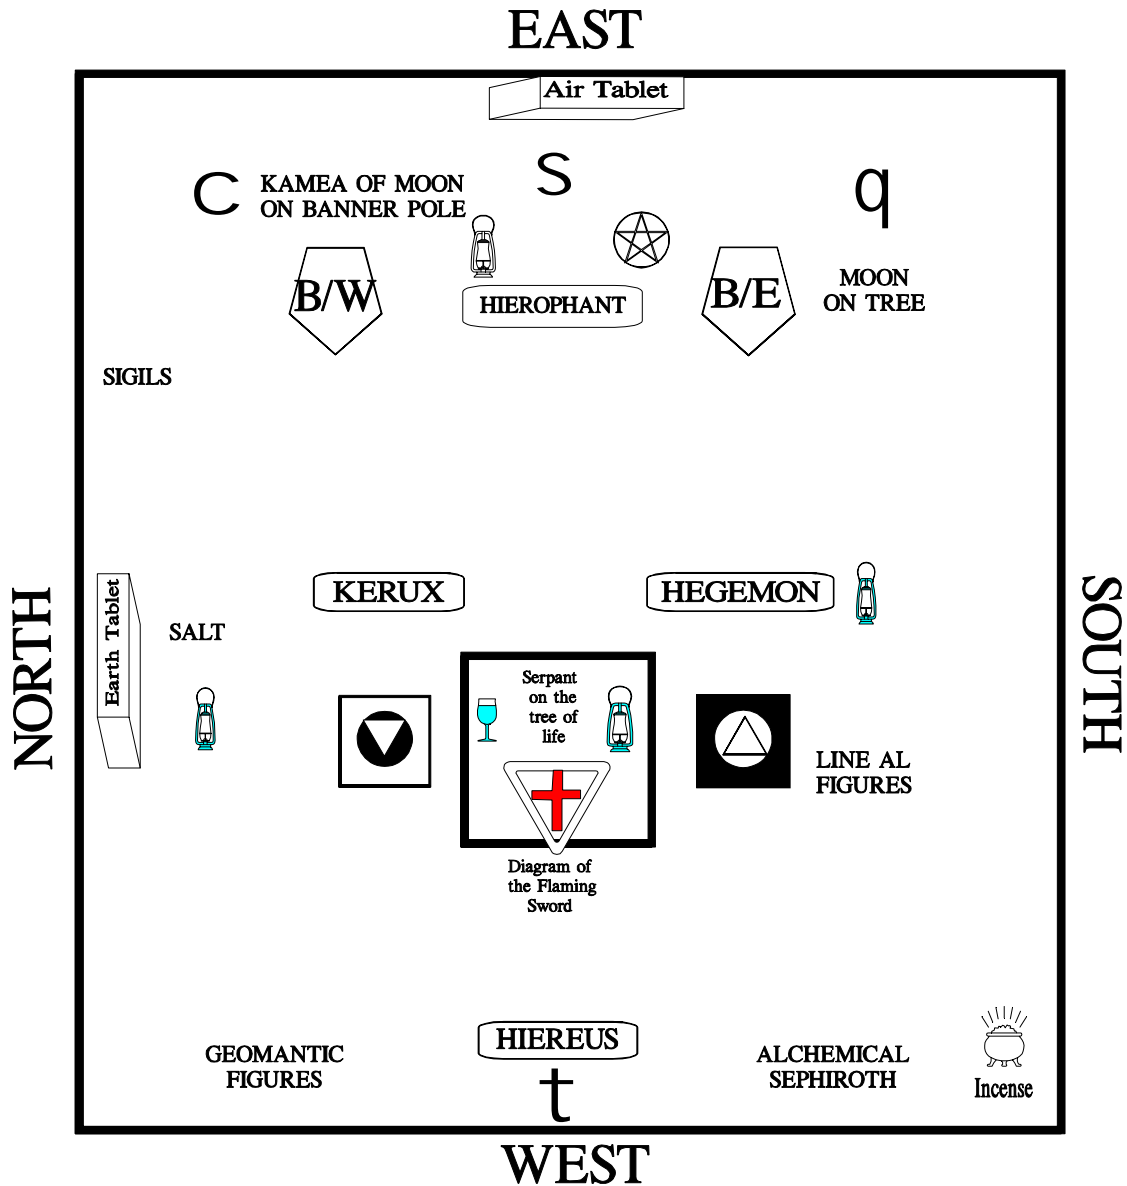 EAST
Air Tablet
C
KAMEA OF MOON
ON BANNER POLE
S
q
B/W
HIEROPHANT
B/E
MOON
ON TREE
SIGILS
NORTH
Earth Tablet
SALT
KERUX
HEGEMON
SOUTH
Serpant
on the
tree of
life
LINE AL
FIGURES
Diagram of
the Flaming
Sword
GEOMANTIC
FIGURES
HIEREUS
t
ALCHEMICAL
SEPHIROTH
Incense
WEST